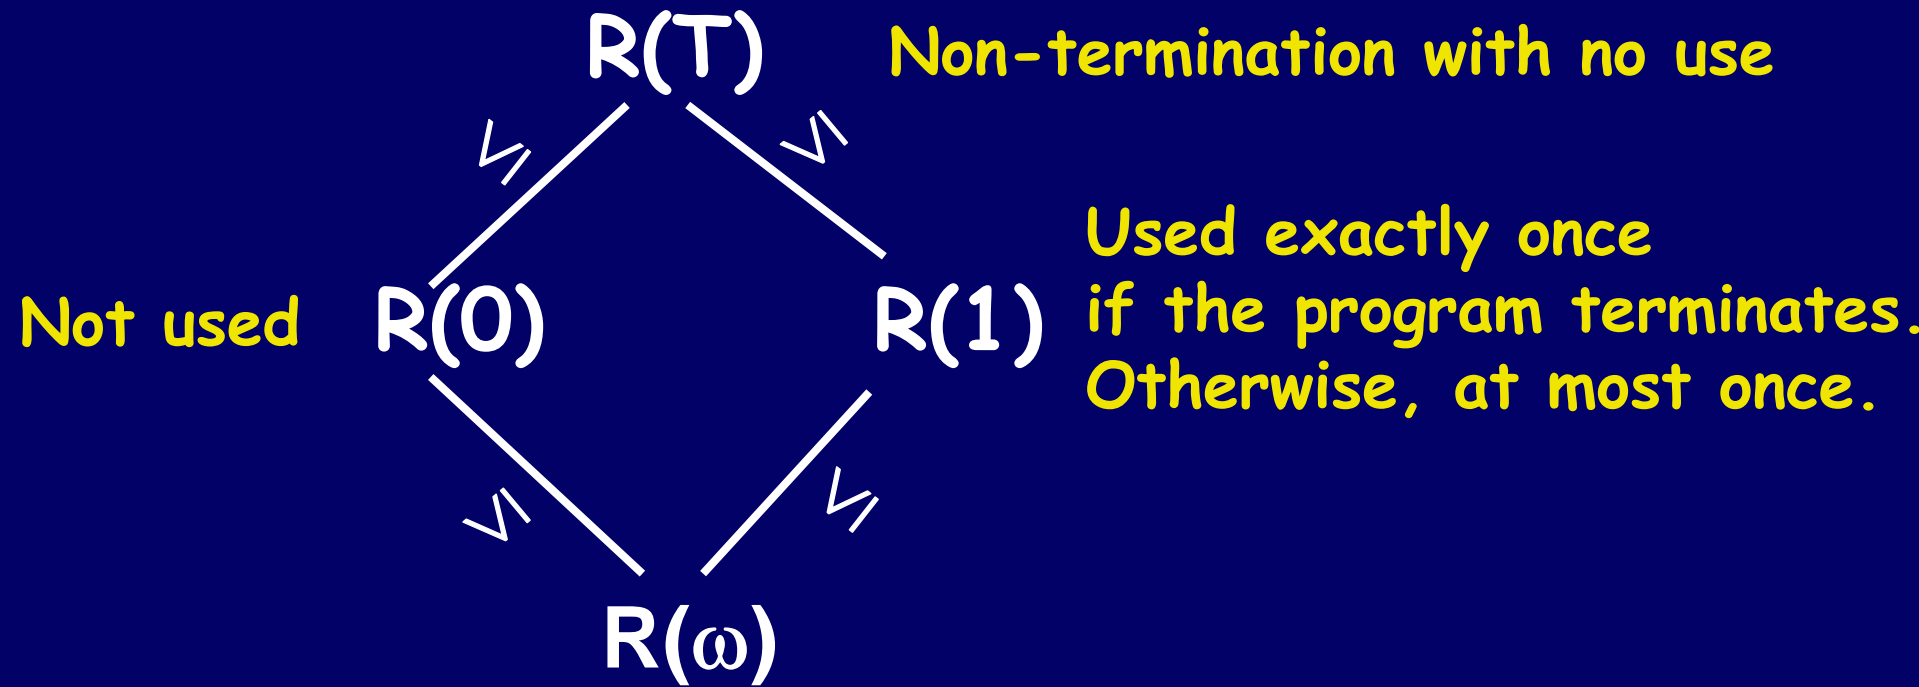 R(T) Non-termination with no use
≤ ≤
Used exactly once
Not used R(0) R(1) if the program terminates.
Otherwise, at most once.
≤ ≤
R(ω)